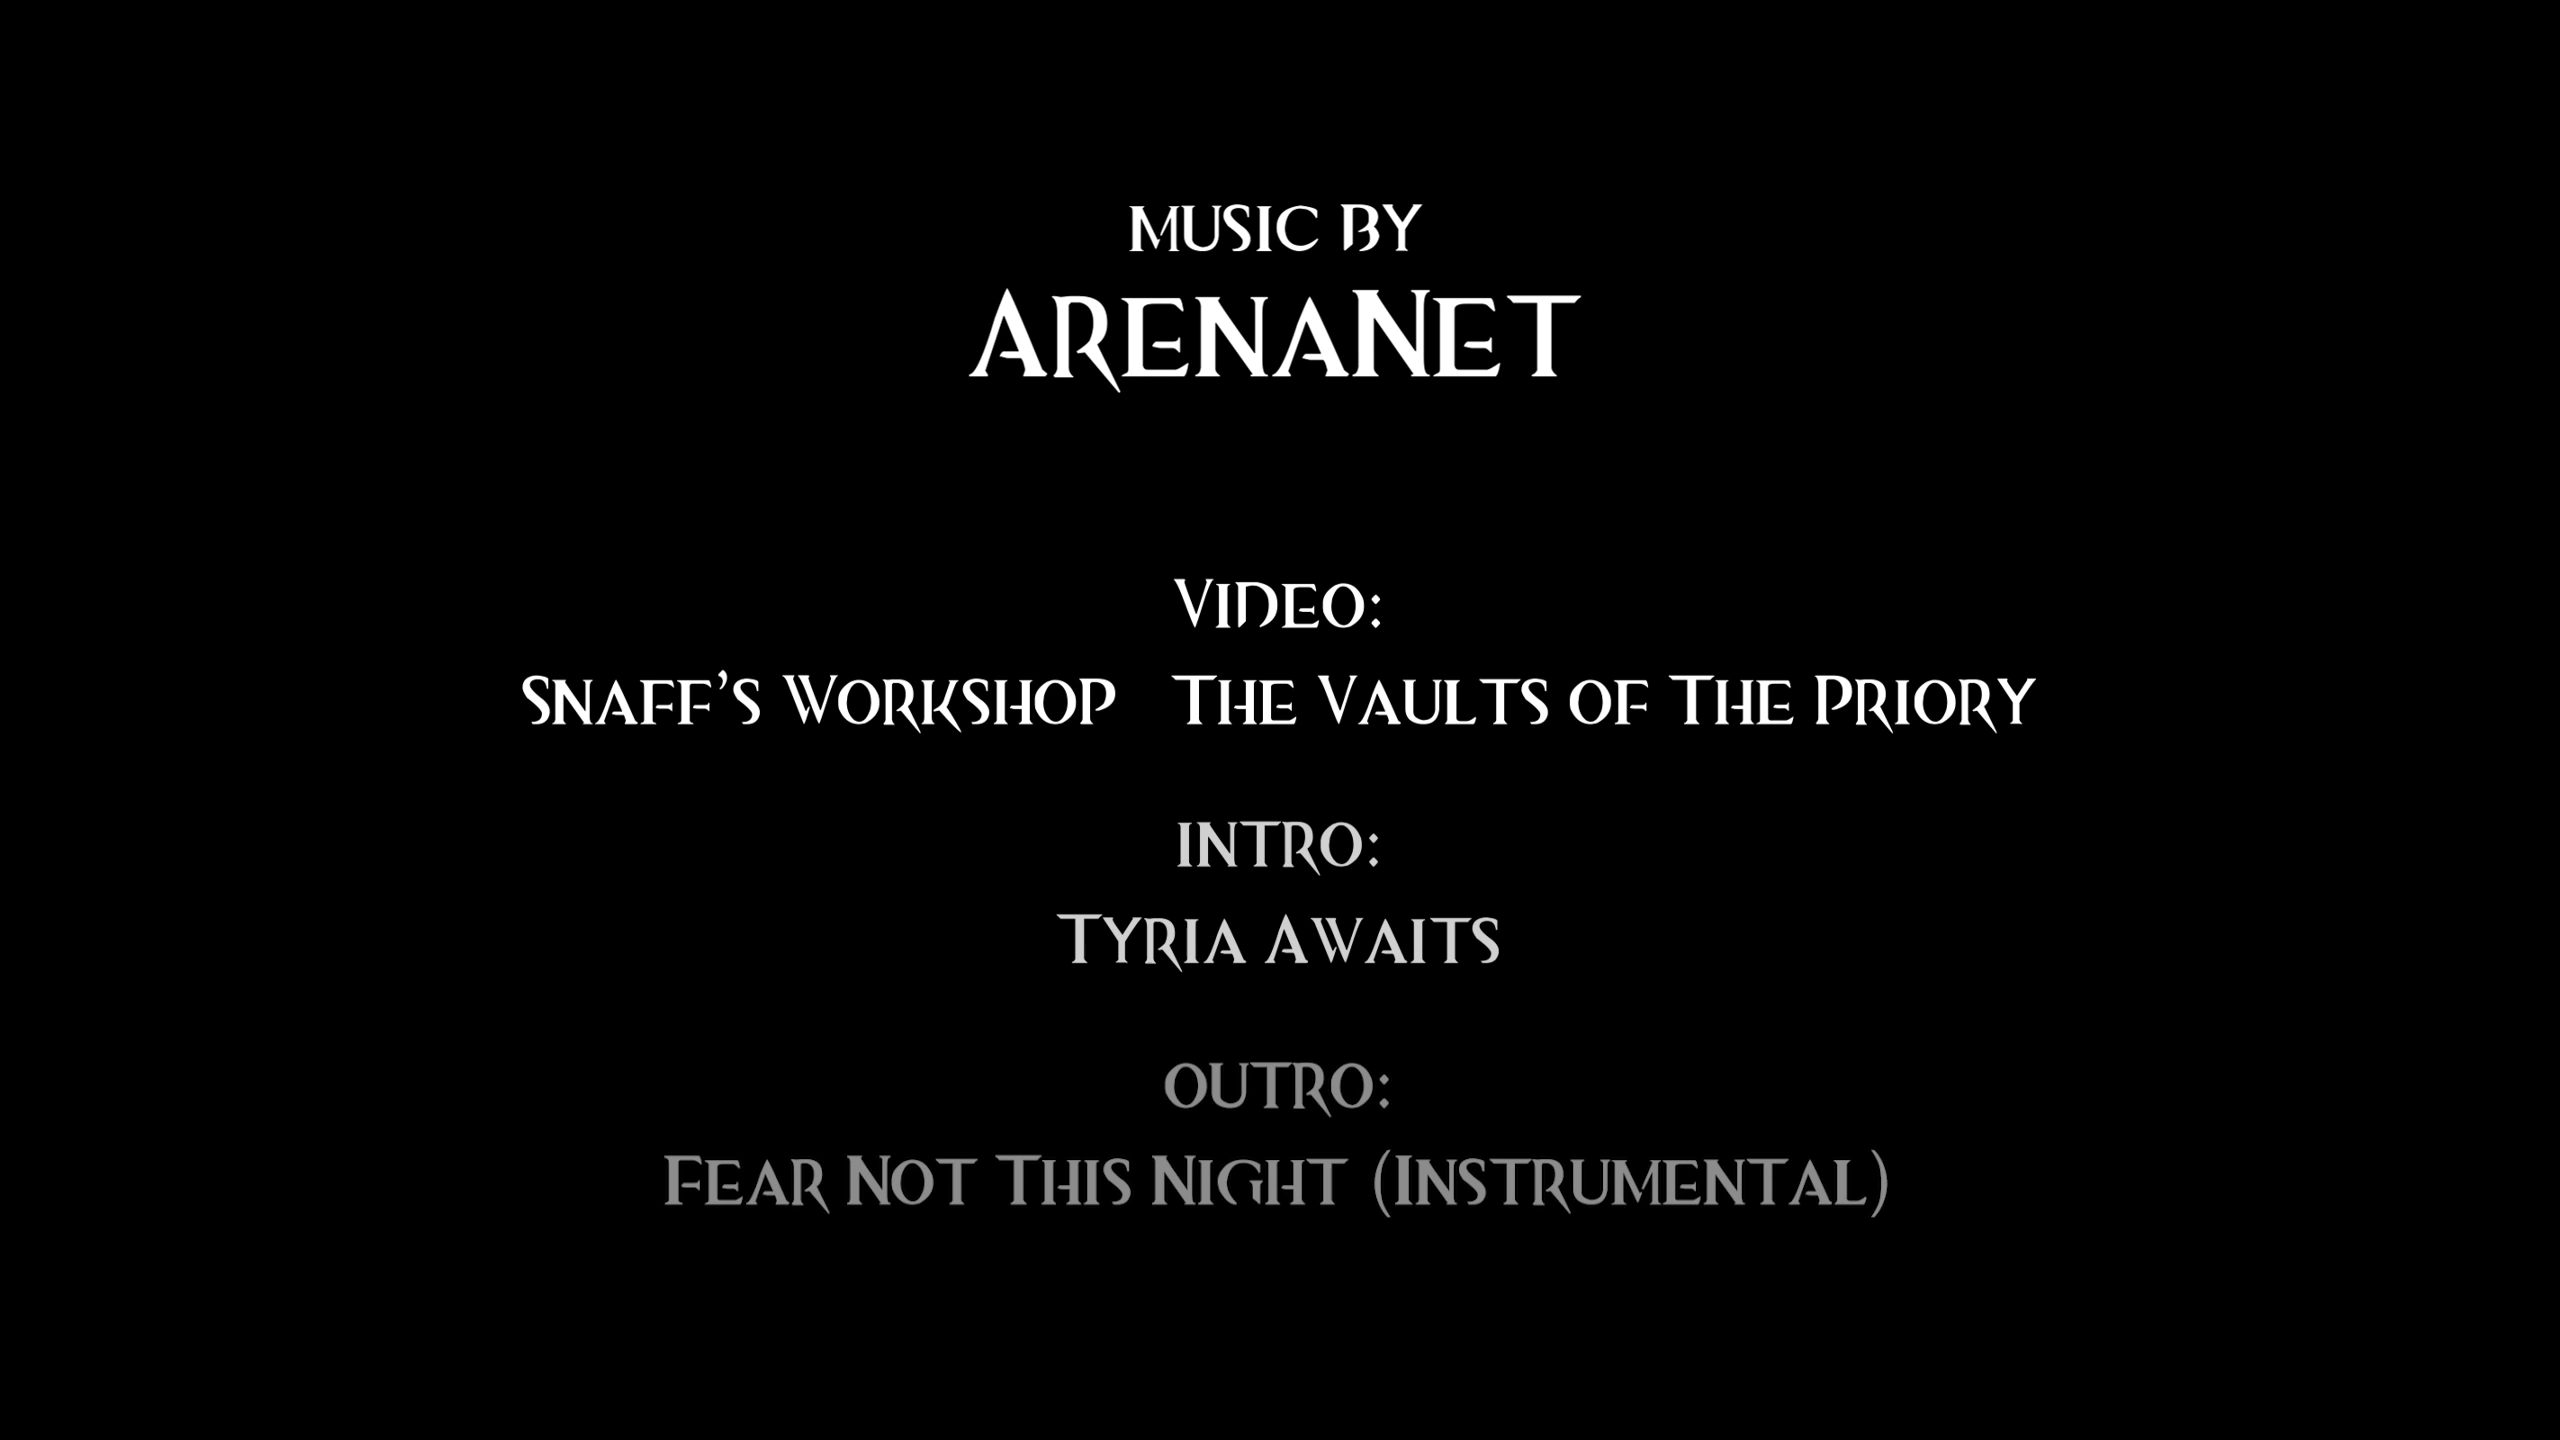 music by
ArenaNet
Video:
Snaff’s Workshop The Vaults of The Priory
intro:
Tyria Awaits
outro:
Fear Not This Night (Instrumental)